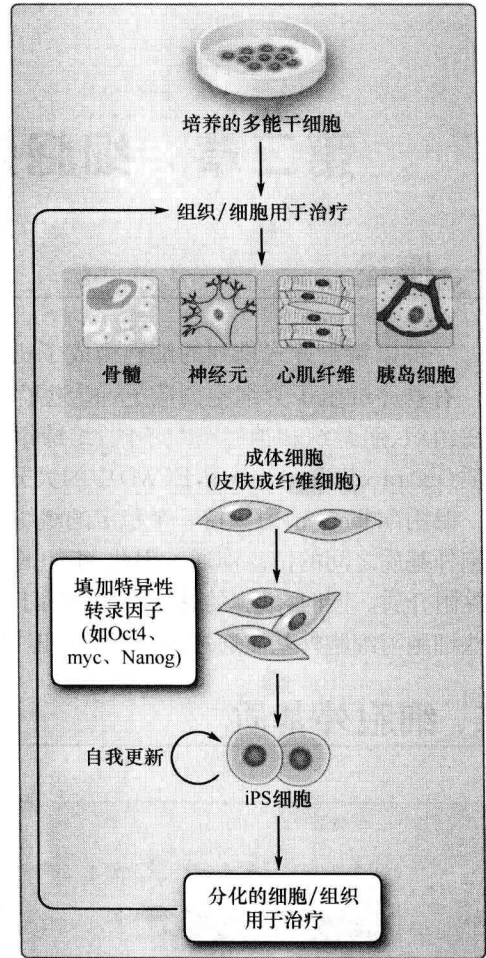 培养的多能干细胞
组织/细胞用于治疗
骨髓 神经元 心肌纤维 胰岛细胞
成体细胞
(皮肤成纤维细胞)
填加特异性
转录因子
(如Oct4、
myc、Nanog)
自我更新
iPS细胞
分化的细胞/组织
用于治疗